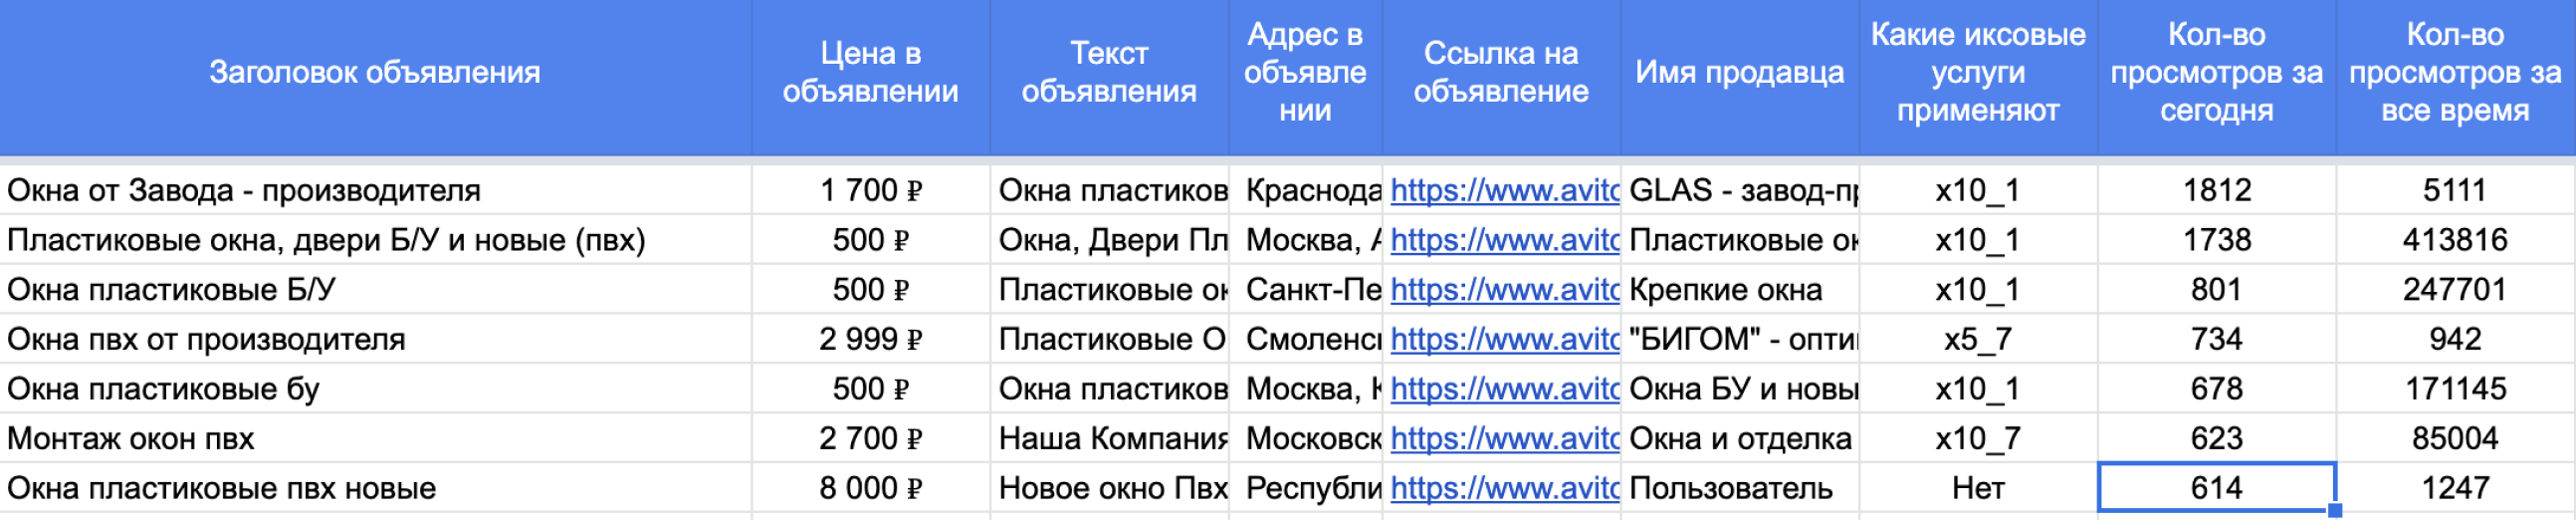 Заголовок объявления
Цена в
объявлении
Текст
объявления
Адрес в
объявле
нии
Ссылка на
объявление
Имя продавца
Какие иксовые
услуги
применяют
Кол-во
просмотров за
сегодня
Кол-во
просмотров за
все время
Окна от Завода - производителя 1 700 ₽ Окна пластиков Краснода https://www.avito GLAS - завод-пр x10_1 1812 5111
Пластиковые окна, двери Б/У и новые (пвх) 500 ₽ Окна, Двери Пл Москва, А https://www.avito Пластиковые ок x10_1 1738 413816
Окна пластиковые Б/У 500 ₽ Пластиковые ок Санкт-Пе https://www.avito Крепкие окна x10_1 801 247701
Окна пвх от производителя 2 999 ₽ Пластиковые О Смоленс https://www.avito "БИГОМ" - опти x5_7 734 942
Окна пластиковые бу 500 ₽ Окна пластиков Москва, К https://www.avito Окна БУ и новы x10_1 678 171145
Монтаж окон пвх 2 700 ₽ Наша Компания Московск https://www.avito Окна и отделка x10_7 623 85004
Окна пластиковые пвх новые 8 000 ₽ Новое окно Пвх Республи https://www.avito Пользователь Нет 614 1247